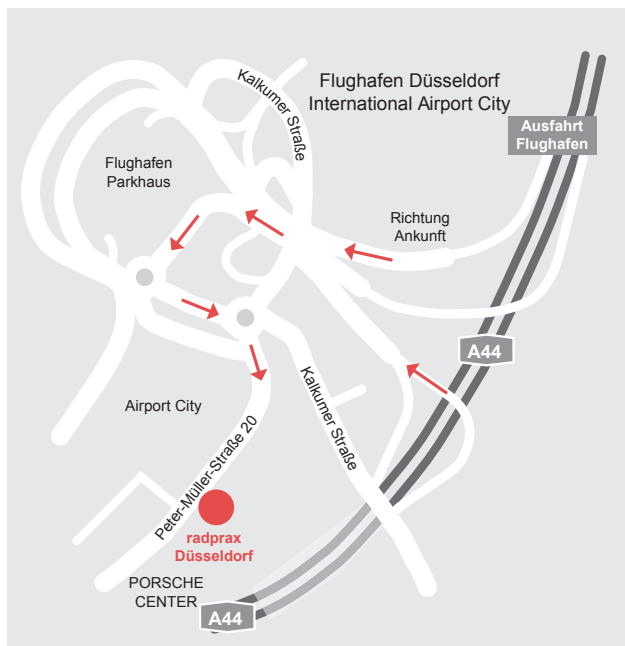 Kalkumer Straße
Flughafen Düsseldorf
International Airport City
Ausfahrt
Flughafen
Flughafen
Parkhaus
Richtung
Ankunft
A44
Airport City
Kalkumer Straße
Peter-Müller-Straße 20
radprax
Düsseldorf
PORSCHE
CENTER
A44